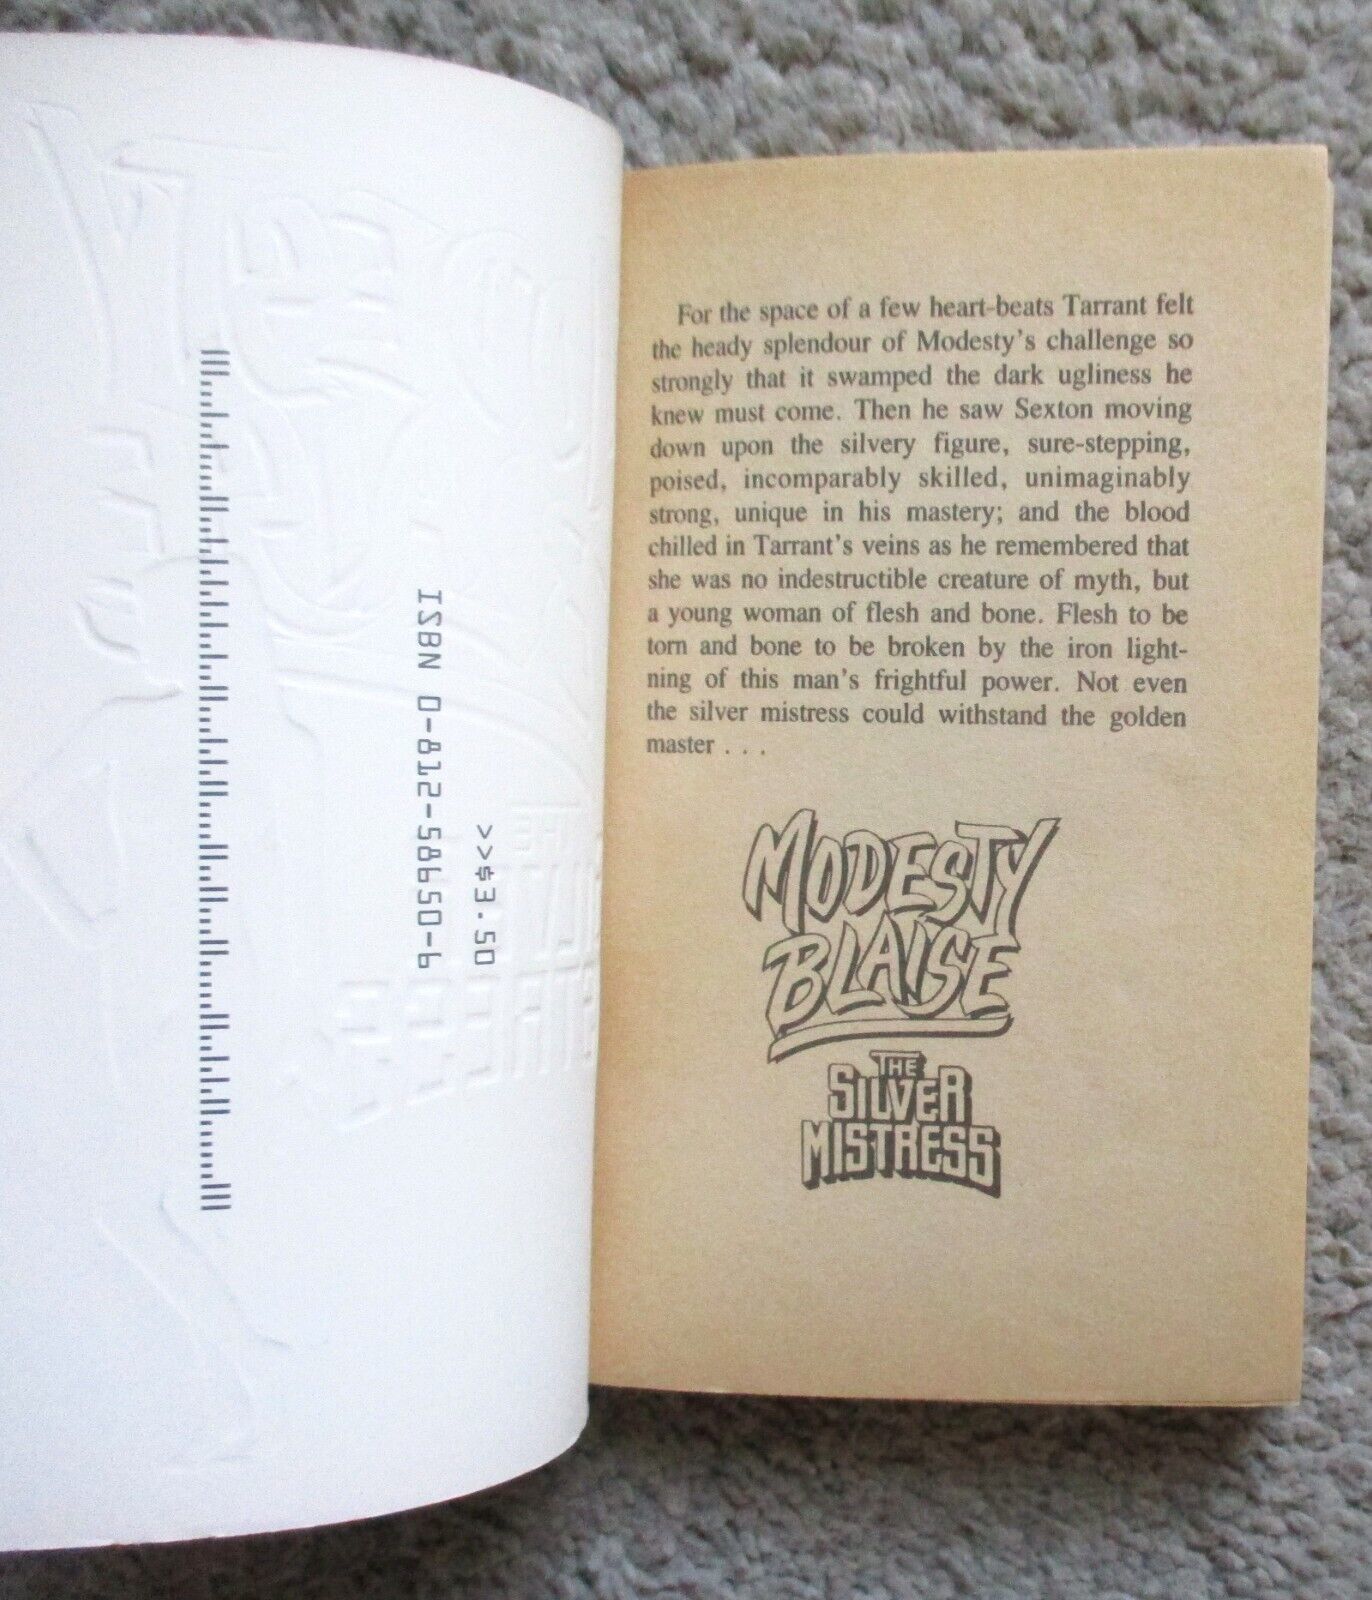 ISBN 0-812-58650-6
>>$3.50
For the space of a few heart-beats Tarrant felt
the heady splendour of Modesty's challenge so
strongly that it swamped the dark ugliness he
knew must come. Then he saw Sexton moving
down upon the silvery figure, sure-stepping,
poised, incomparably skilled, unimaginably
strong, unique in his mastery; and the blood
chilled in Tarrant's veins as he remembered that
she was no indestructible creature of myth, but
a young woman of flesh and bone. Flesh to be
torn and bone to be broken by the iron light-
ning of this man's frightful power. Not even
the silver mistress could withstand the golden
master . . .
MODESTY
BLAISE
THE
SILVER
MISTRESS